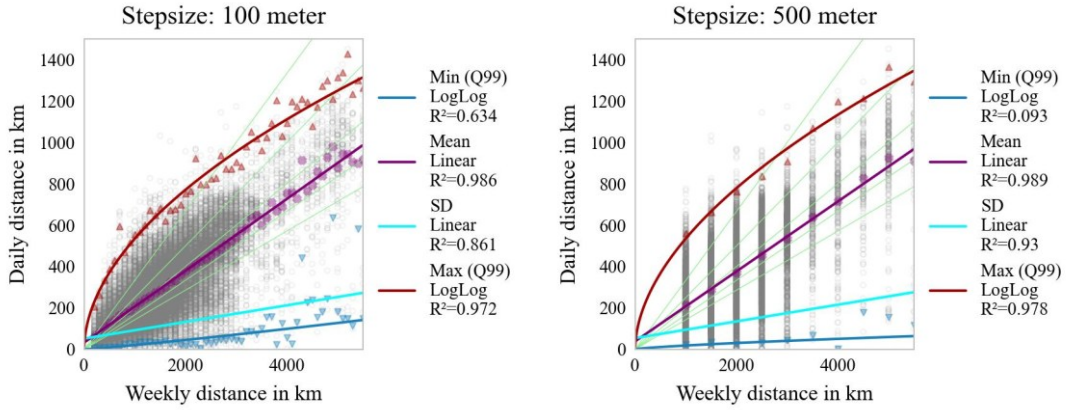 Stepsize: 100 meter
1400
1200
1000
800
600
400
200
0
0
2000
4000
Daily distance in km
Weekly distance in km
Min (Q99)
LogLog
R²=0.634
Mean
Linear
R²=0.986
SD
Linear
R²=0.861
Max (Q99)
LogLog
R²=0.972
Stepsize: 500 meter
1400
1200
1000
800
600
400
200
0
0
2000
4000
Daily distance in km
Weekly distance in km
Min (Q99)
LogLog
R²=0.093
Mean
Linear
R²=0.989
SD
Linear
R²=0.93
Max (Q99)
LogLog
R²=0.978